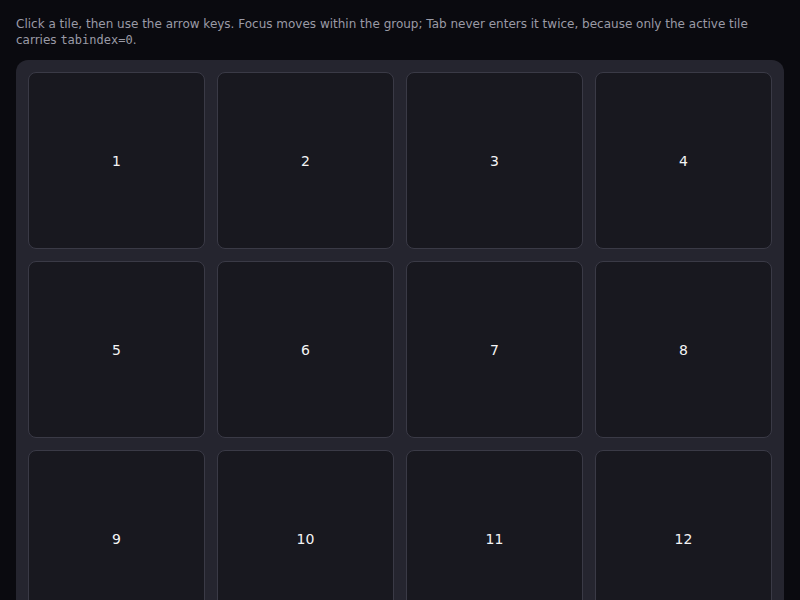 Click a tile, then use the arrow keys. Focus moves within the group; Tab never enters it twice, because only the active tile
carries tabindex=0.
1 2 3 4
5 6 7 8
9 10 11 12